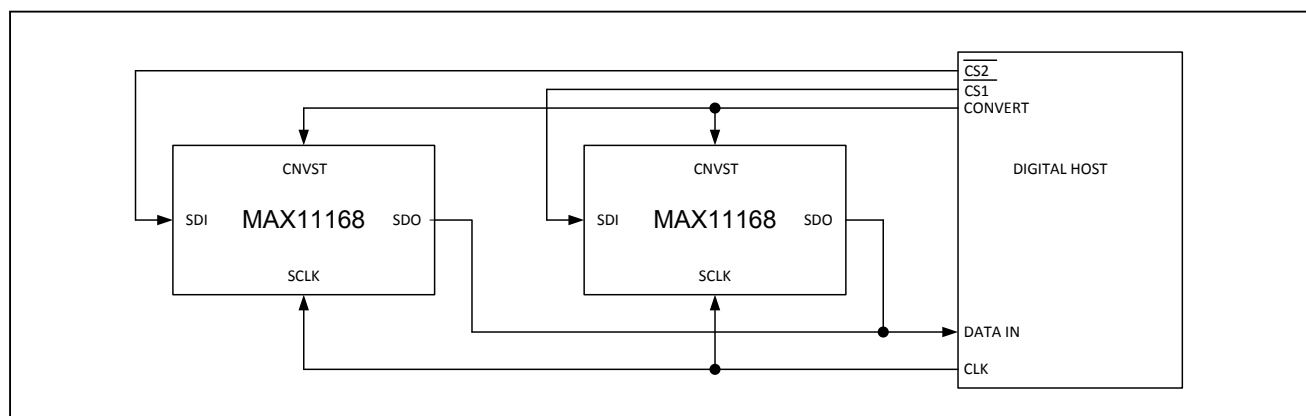 CS2
CS1
CONVERT
CNVST
CNVST
DIGITAL HOST
SDI
MAX11168
SDO
SDI
MAX11168
SDO
SCLK
SCLK
DATA IN
CLK